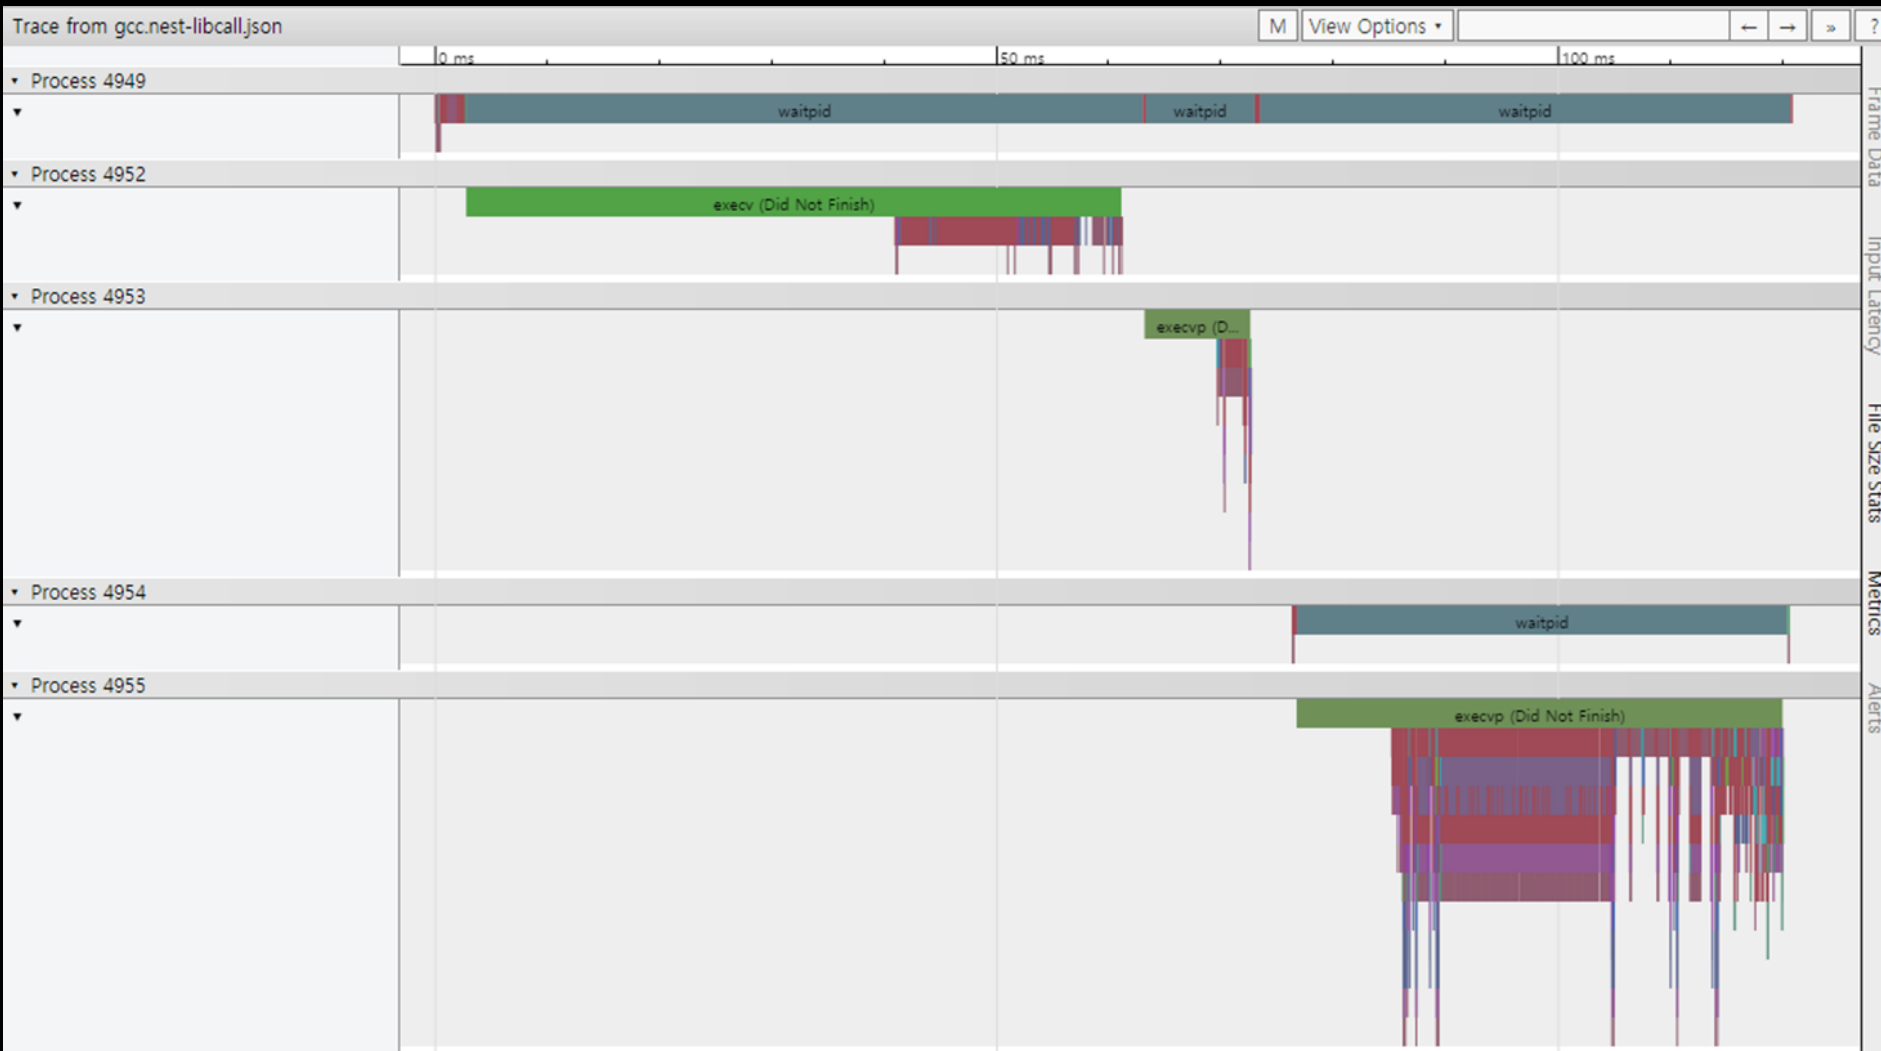 Trace from gcc.nest-libcall.json
M View Options ← → » ?
0 ms 50 ms 100 ms
Process 4949
waitpid waitpid waitpid
Process 4952
execv (Did Not Finish)
Process 4953
execvp (D...
Process 4954
waitpid
Process 4955
execvp (Did Not Finish)
Frame Data
Input Latency
File Size Stats
Metrics
Alerts